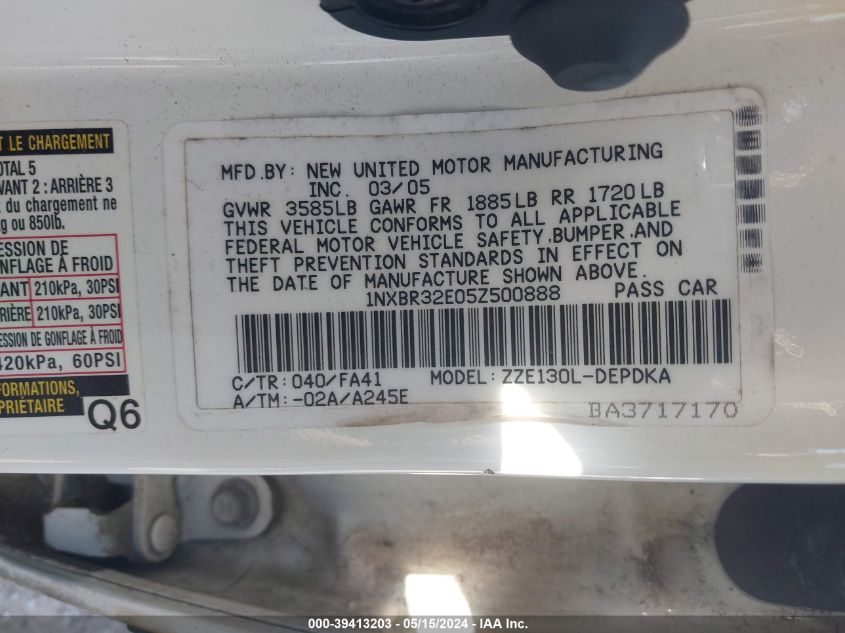 T LE CHARGEMENT
OTAL 5
VANT 2 : ARRIÈRE 3
du chargement ne
g ou 850lb.
ESSION DE
ONFLAGE À FROID
ANT 210kPa, 30PSI
RIÈRE 210kPa, 30PSI
ESSION DE GONFLAGE À FROID
420kPa, 60PSI
FORMATIONS,
PRIÉTAIRE
Q6
MFD.BY: NEW UNITED MOTOR MANUFACTURING
INC. 03/05
GVWR 3585LB GAWR FR 1885LB RR 1720LB
THIS VEHICLE CONFORMS TO ALL APPLICABLE
FEDERAL MOTOR VEHICLE SAFETY,BUMPER,AND
THEFT PREVENTION STANDARDS IN EFFECT ON
THE DATE OF MANUFACTURE SHOWN ABOVE.
1NXBR32E05Z500888 PASS CAR
C/TR: 040/FA41 MODEL: ZZE130L-DEPDKA
A/TM: -02A/A245E
BA3717170
000-39413203 - 05/15/2024 - IAAI Inc.